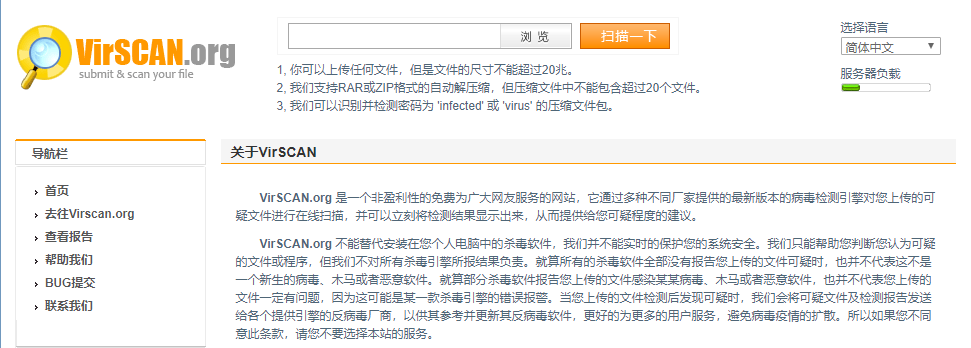 VirSCAN.org
submit & scan your file
浏 览
扫描一下
选择语言
简体中文
服务器负载
1, 你可以上传任何文件，但是文件的尺寸不能超过20兆。
2, 我们支持RAR或ZIP格式的自动解压缩，但压缩文件中不能包含超过20个文件。
3, 我们可以识别并检测密码为 'infected' 或 'virus' 的压缩文件包。
导航栏
首页
去往Virscan.org
查看报告
帮助我们
BUG提交
联系我们
关于VirSCAN
VirSCAN.org 是一个非盈利性的免费为广大网友服务的网站，它通过多种不同厂家提供的最新版本的病毒检测引擎对您上传的可
疑文件进行在线扫描，并可以立刻将检测结果显示出来，从而提供给您可疑程度的建议。
VirSCAN.org 不能替代安装在您个人电脑中的杀毒软件，我们并不能实时的保护您的系统安全。我们只能帮助您判断您认为可疑
的文件或程序，但我们不对所有杀毒引擎所报结果负责。就算所有的杀毒软件全部没有报告您上传的文件可疑时，也并不代表这不是
一个新生的病毒、木马或者恶意软件。就算部分杀毒软件报告您上传的文件感染某某病毒、木马或者恶意软件，也并不代表您上传的
文件一定有问题，因为这可能是某一款杀毒引擎的错误报警。当您上传的文件检测后发现可疑时，我们会将可疑文件及检测报告发送
给各个提供引擎的反病毒厂商，以供其参考并更新其反病毒软件，更好的为更多的用户服务，避免病毒疫情的扩散。所以如果您不同
意此条款，请您不要选择本站的服务。